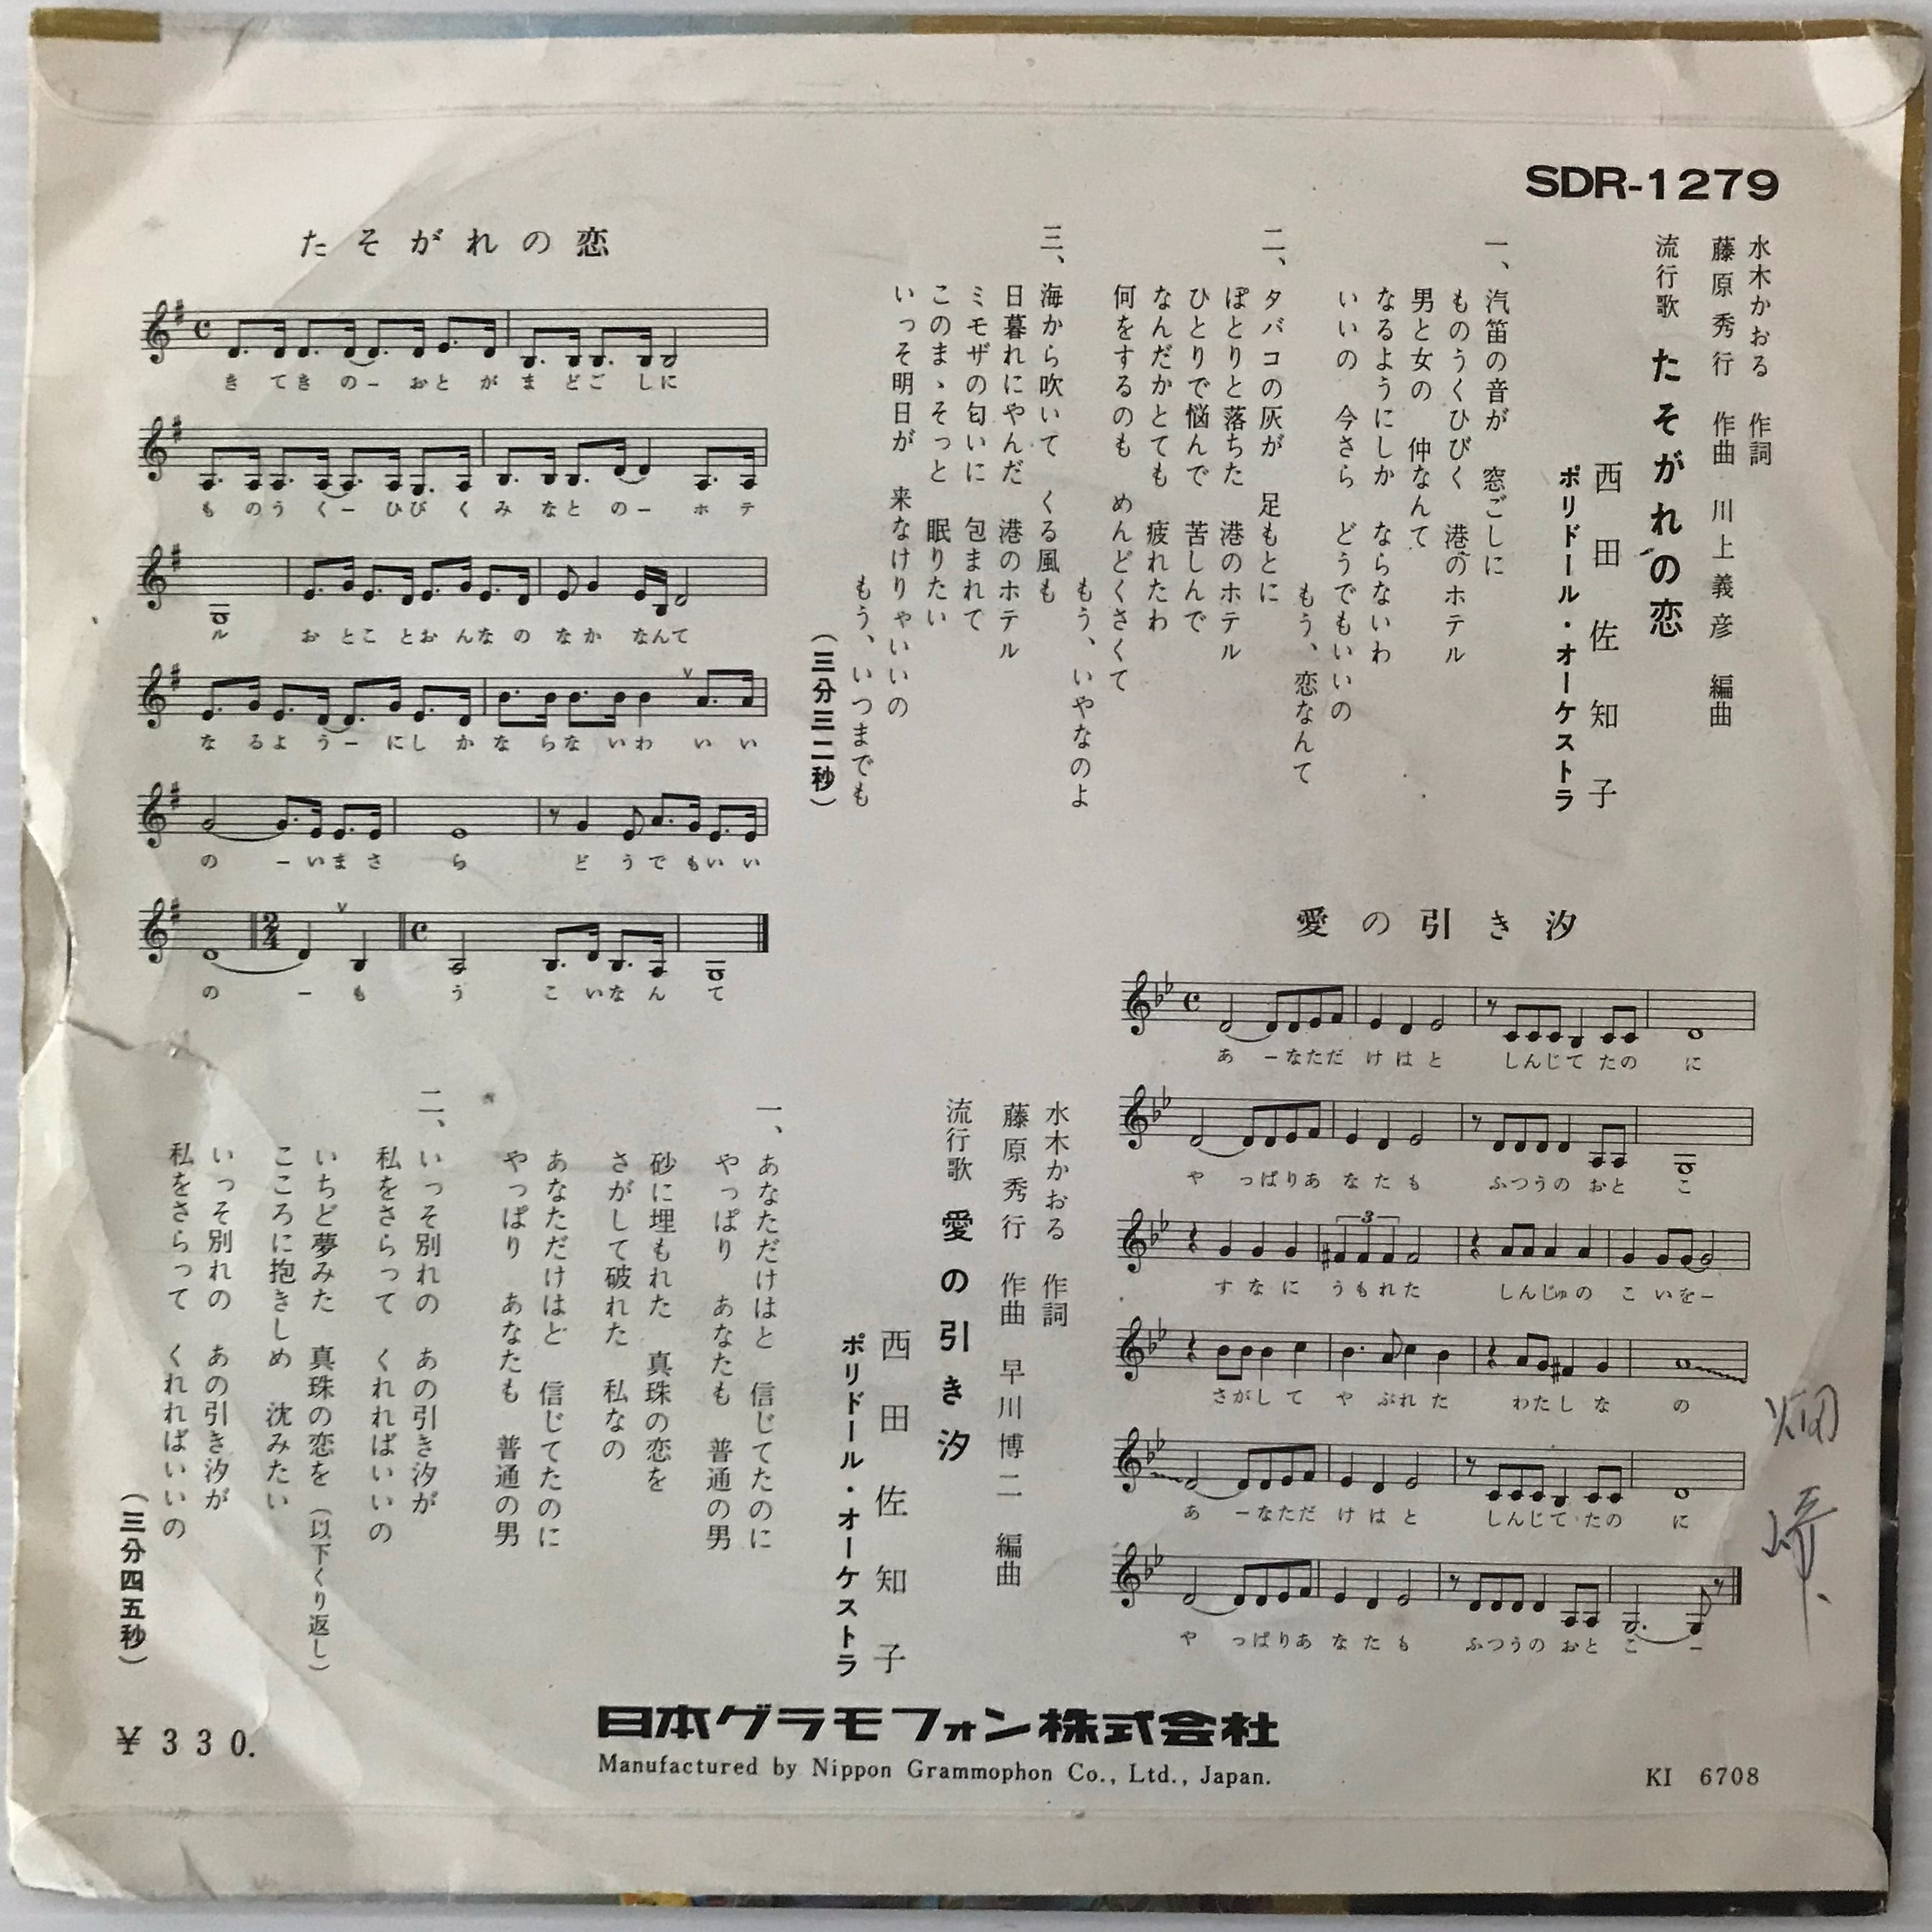 SDR-1279
水木かおる 作詞
藤原秀行 作曲 川上義彦 編曲
流行歌 たそがれの恋
西田佐知子
ポリドール・オーケストラ
一、汽笛の音が 窓ごしに
ものうくひびく 港のホテル
男と女の 仲なんて
なるようにしか ならないわ
いいの 今さら どうでもいいの
もう、恋なんて
二、タバコの灰が 足もとに
ぽとりと落ちた 港のホテル
ひとりで悩んで 苦しんで
なんだかとても 疲れたわ
何をするのも めんどくさくて
もう、いやなのよ
三、海から吹いて くる風も
日暮れにやんだ 港のホテル
ミモザの匂いに 包まれて
このまゝそっと 眠りたい
いっそ明日が 来なけりゃいいの
もう、いつまでも
(三分三二秒)
たそがれの恋
C
きてきの-おとがまどごしに
ものうく-ひびくみなとの-ホテ
ル おとことおんなの なかなんて
なるよう-にしかならないわ いい
の -いまさら どうでもいい
2/4 C
の - も う こいなんて
愛の引き汐
C
あ -なただけはと しんじてたの に
や っぱりあなたも ふつうのおと こ
3
すなに うもれた しんじゅの こいを-
さがして やぶれた わたしな の
あ -なただけはと しんじてたの に
や っぱりあなたも ふつうのおと こ -
水木かおる 作詞
藤原秀行 作曲 早川博二 編曲
流行歌 愛の引き汐
西田佐知子
ポリドール・オーケストラ
一、あなただけはと 信じてたのに
やっぱり あなたも 普通の男
砂に埋もれた 真珠の恋を
さがして破れた 私なの
あなただけはと 信じてたのに
やっぱり あなたも 普通の男
二、いっそ別れの あの引き汐が
私をさらって くれればいいの
いちど夢みた 真珠の恋を (以下くり返し)
こころに抱きしめ 沈みたい
いっそ別れの あの引き汐が
私をさらって くれればいいの
(三分四五秒)
¥330.
日本グラモフォン株式会社
Manufactured by Nippon Grammophon Co., Ltd., Japan.
KI 6708